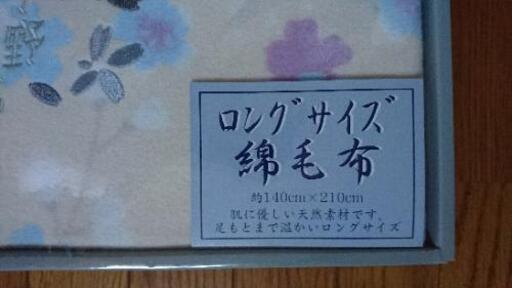 野
ロングサイズ
綿毛布
約140cm×210cm
肌に優しい天然素材です。
足もとまで温かいロングサイズ